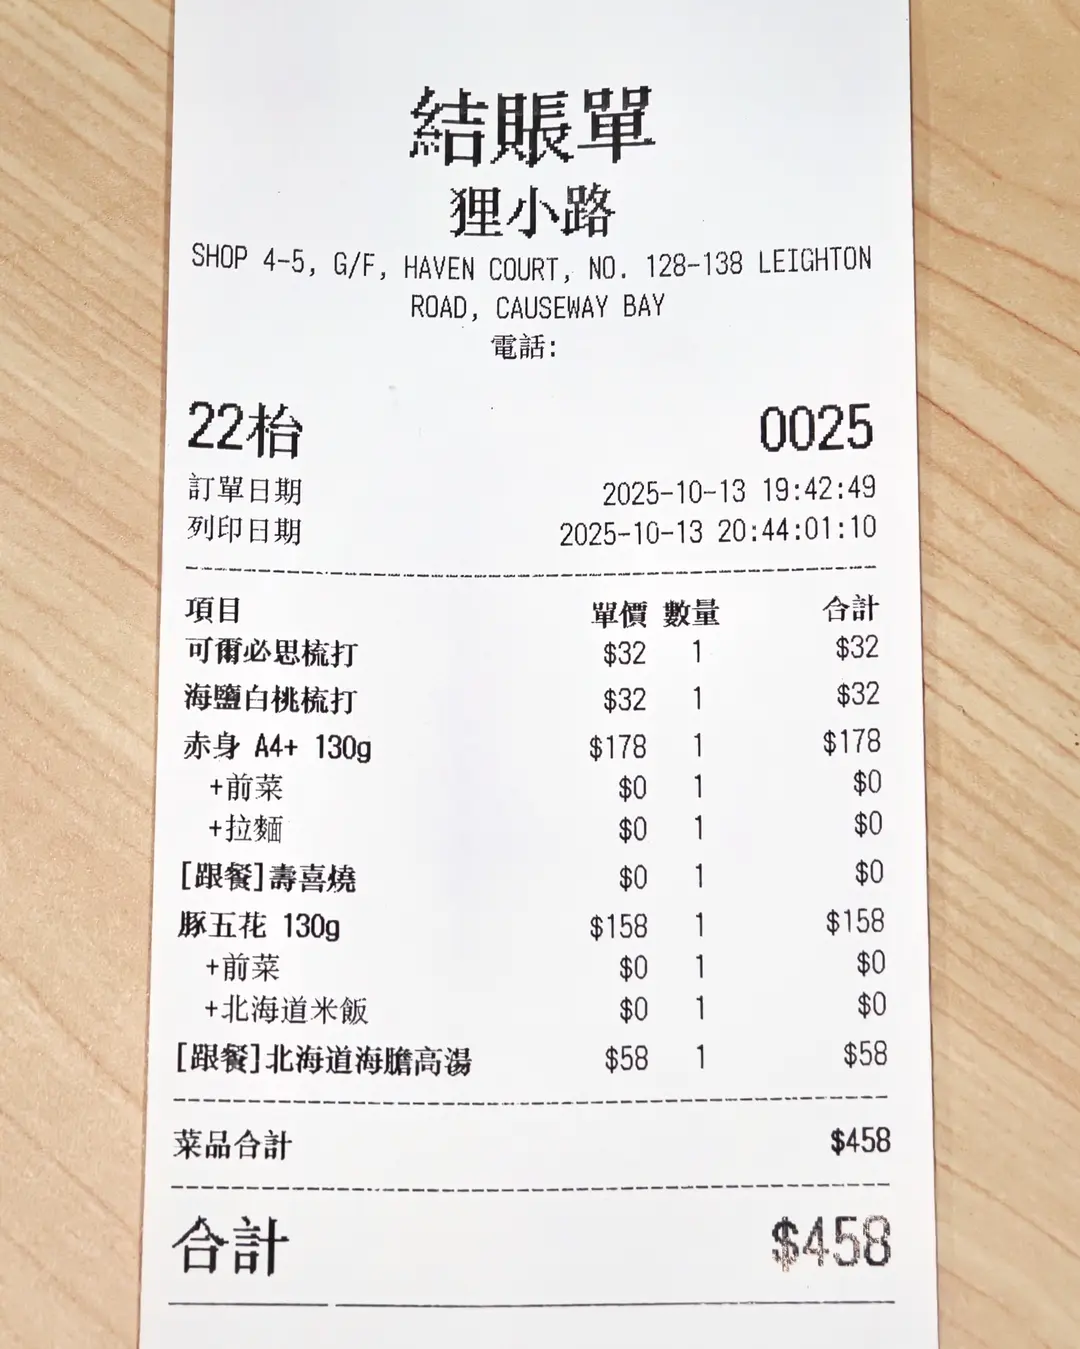 結賬單
狸小路
SHOP 4-5, G/F, HAVEN COURT, NO. 128-138 LEIGHTON
ROAD, CAUSEWAY BAY
電話:
22枱 0025
訂單日期 2025-10-13 19:42:49
列印日期 2025-10-13 20:44:01:10
項目 單價 數量 合計
可爾必思梳打 $32 1 $32
海鹽白桃梳打 $32 1 $32
赤身 A4+ 130g $178 1 $178
+前菜 $0 1 $0
+拉麵 $0 1 $0
[跟餐]壽喜燒 $0 1 $0
豚五花 130g $158 1 $158
+前菜 $0 1 $0
+北海道米飯 $0 1 $0
[跟餐]北海道海膽高湯 $58 1 $58
菜品合計 $458
合計 $458